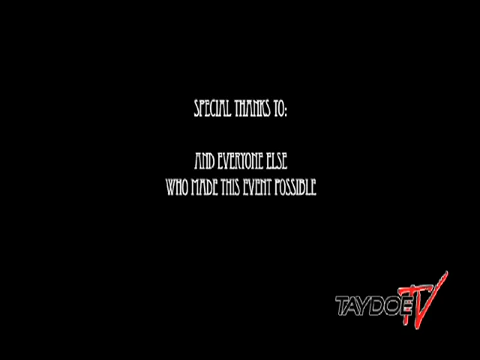 SPECIAL THANKS TO:
AND EVERYONE ELSE
WHO MADE THIS EVENT POSSIBLE
TAYDOE TV